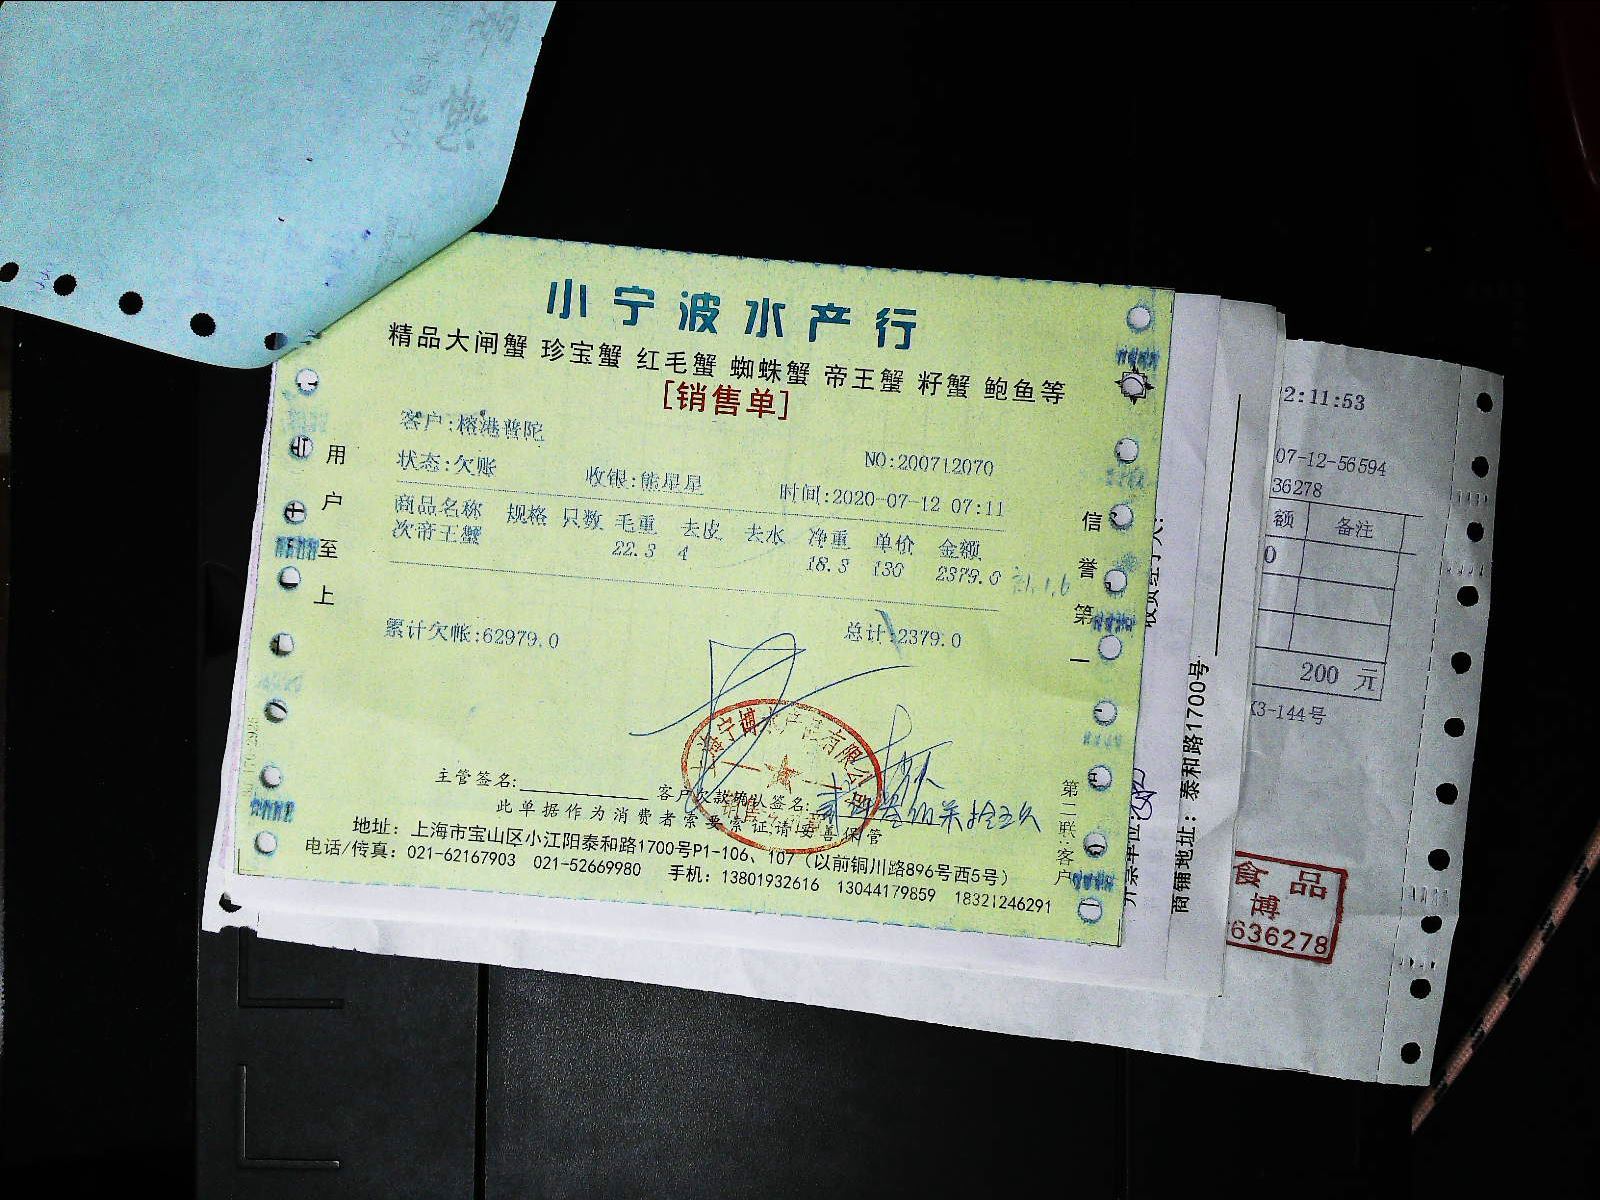 小宁波水产行
精品大闸蟹 珍宝蟹 红毛蟹 蜘蛛蟹 帝王蟹 籽蟹 鲍鱼等
[销售单]
客户:榕港普陀
NO:200712070
状态:欠账 收银:熊星星 时间:2020-07-12 07:11
商品名称 规格 只数 毛重 去皮 去水 净重 单价 金额
次帝王蟹 22.3 4 18.3 130 2379.0
累计欠帐:62979.0 总计:2379.0
用户至上
信誉第一
主管签名: 客户欠款确认签名:
此单据作为消费者索要索证,请妥善保管
地址：上海市宝山区小江阳泰和路1700号P1-106、107（以前铜川路896号西5号）
电话/传真：021-62167903 021-52669980 手机：13801932616 13044179859 18321246291
第二联:客户
商铺地址：泰和路1700号
2:11:53
07-12-56594
36278
额 备注
0
200 元
K3-144号
食品
博
636278